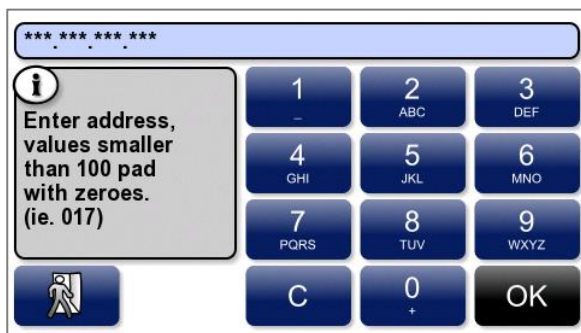 ***.***.***.***
i
Enter address,
values smaller
than 100 pad
with zeroes.
(ie. 017)
1
_
2
ABC
3
DEF
4
GHI
5
JKL
6
MNO
7
PQRS
8
TUV
9
WXYZ
C
0
+
OK